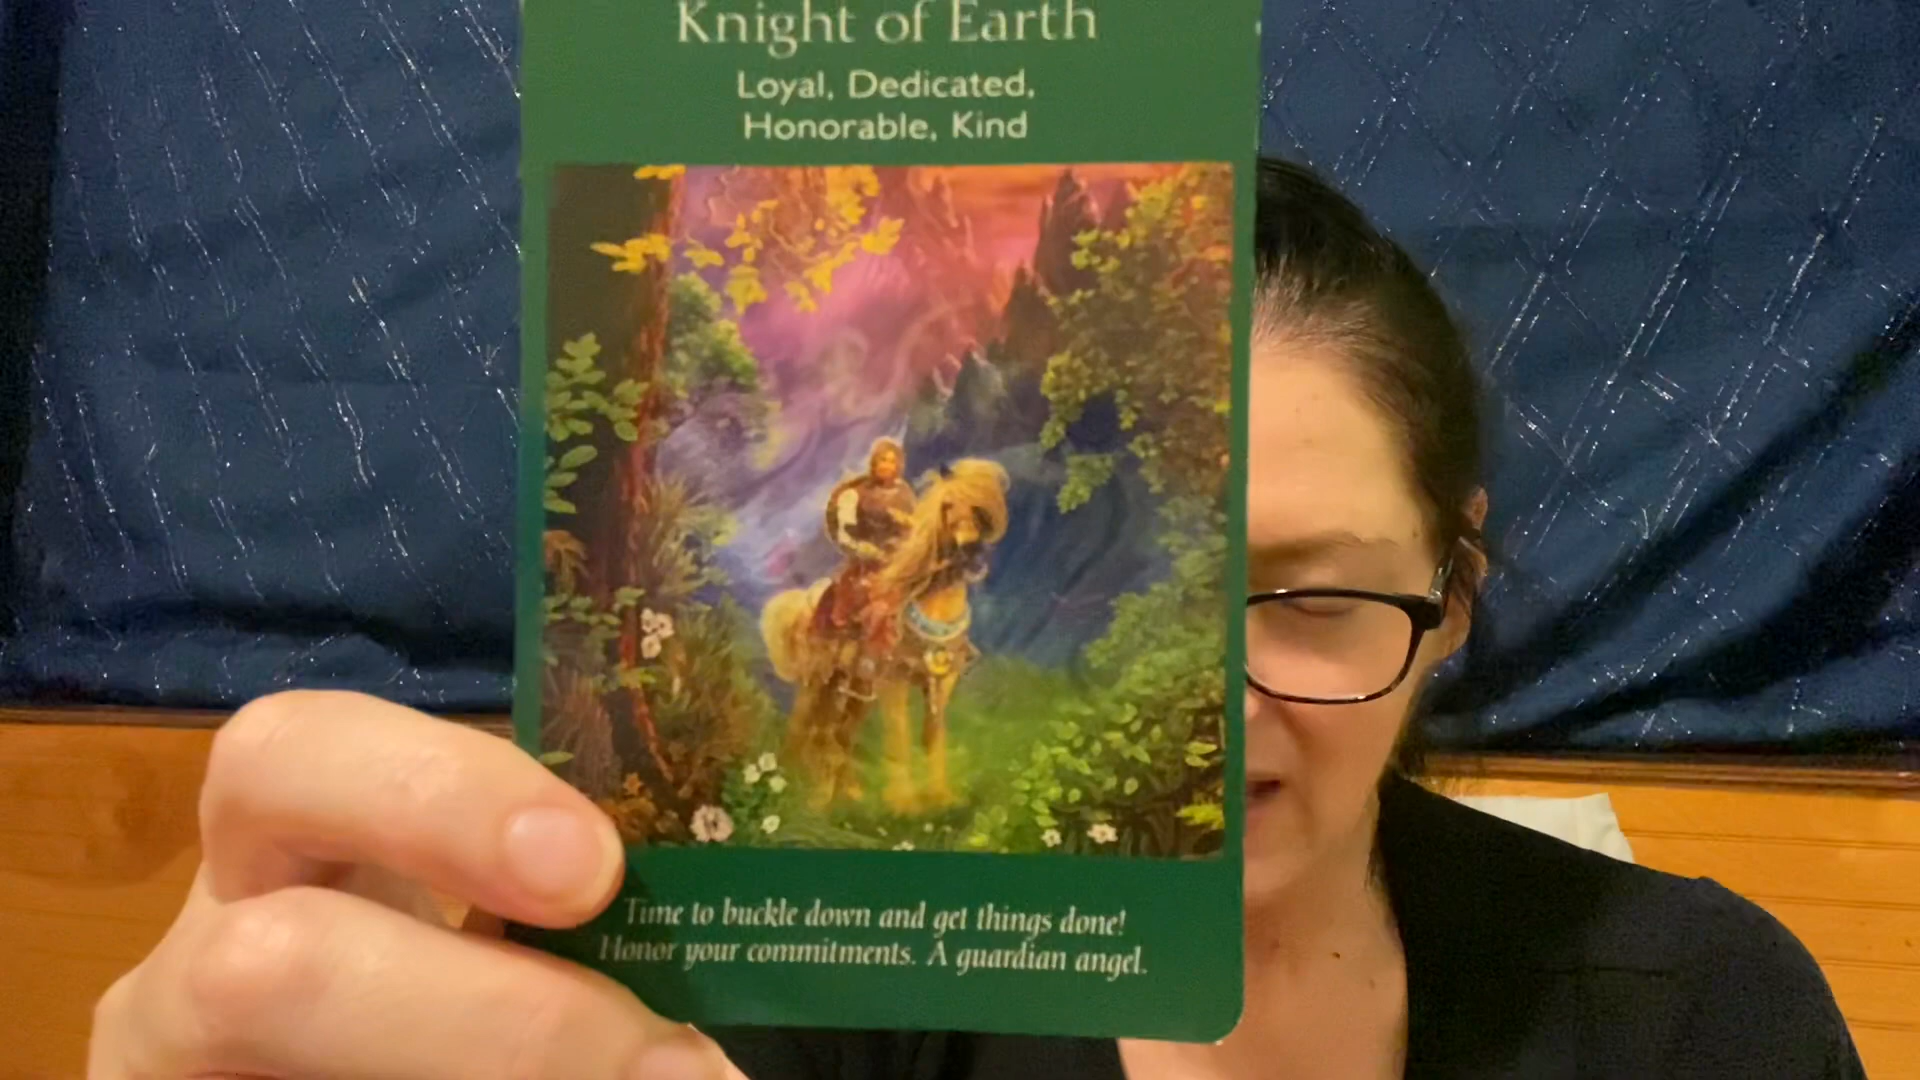 Knight of Earth
Loyal, Dedicated,
Honorable, Kind
Time to buckle down and get things done!
Honor your commitments. A guardian angel.